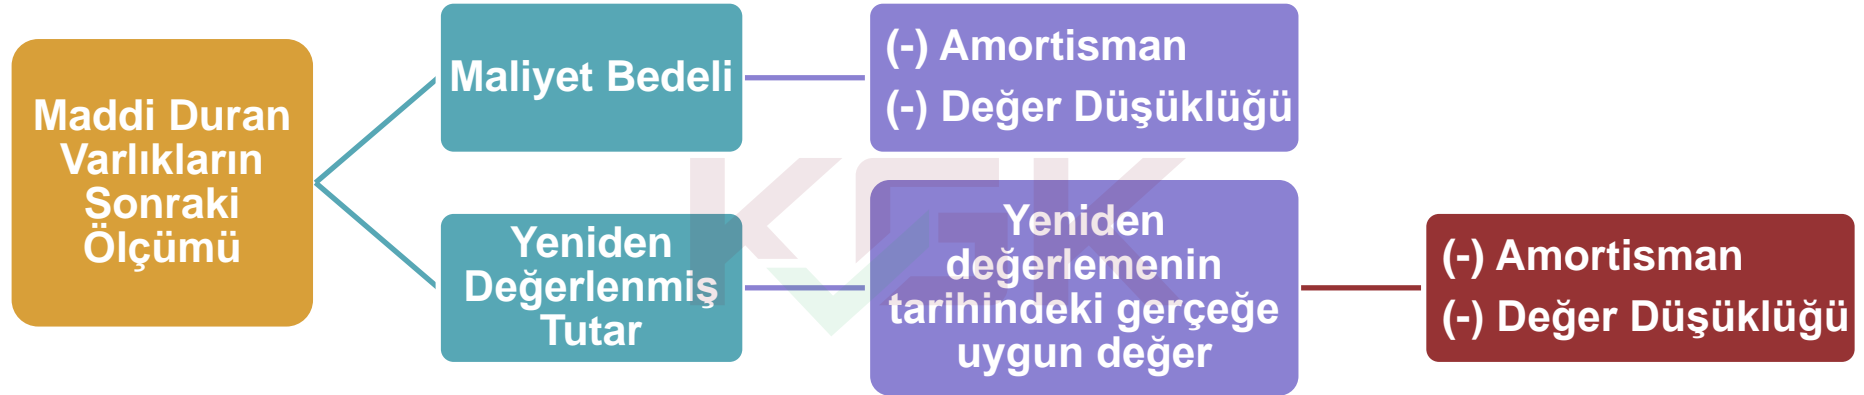 Maddi Duran
Varlıkların
Sonraki
Ölçümü
Maliyet Bedeli
(-) Amortisman
(-) Değer Düşüklüğü
Yeniden
Değerlenmiş
Tutar
Yeniden
değerlemenin
tarihindeki gerçeğe
uygun değer
(-) Amortisman
(-) Değer Düşüklüğü
KGK